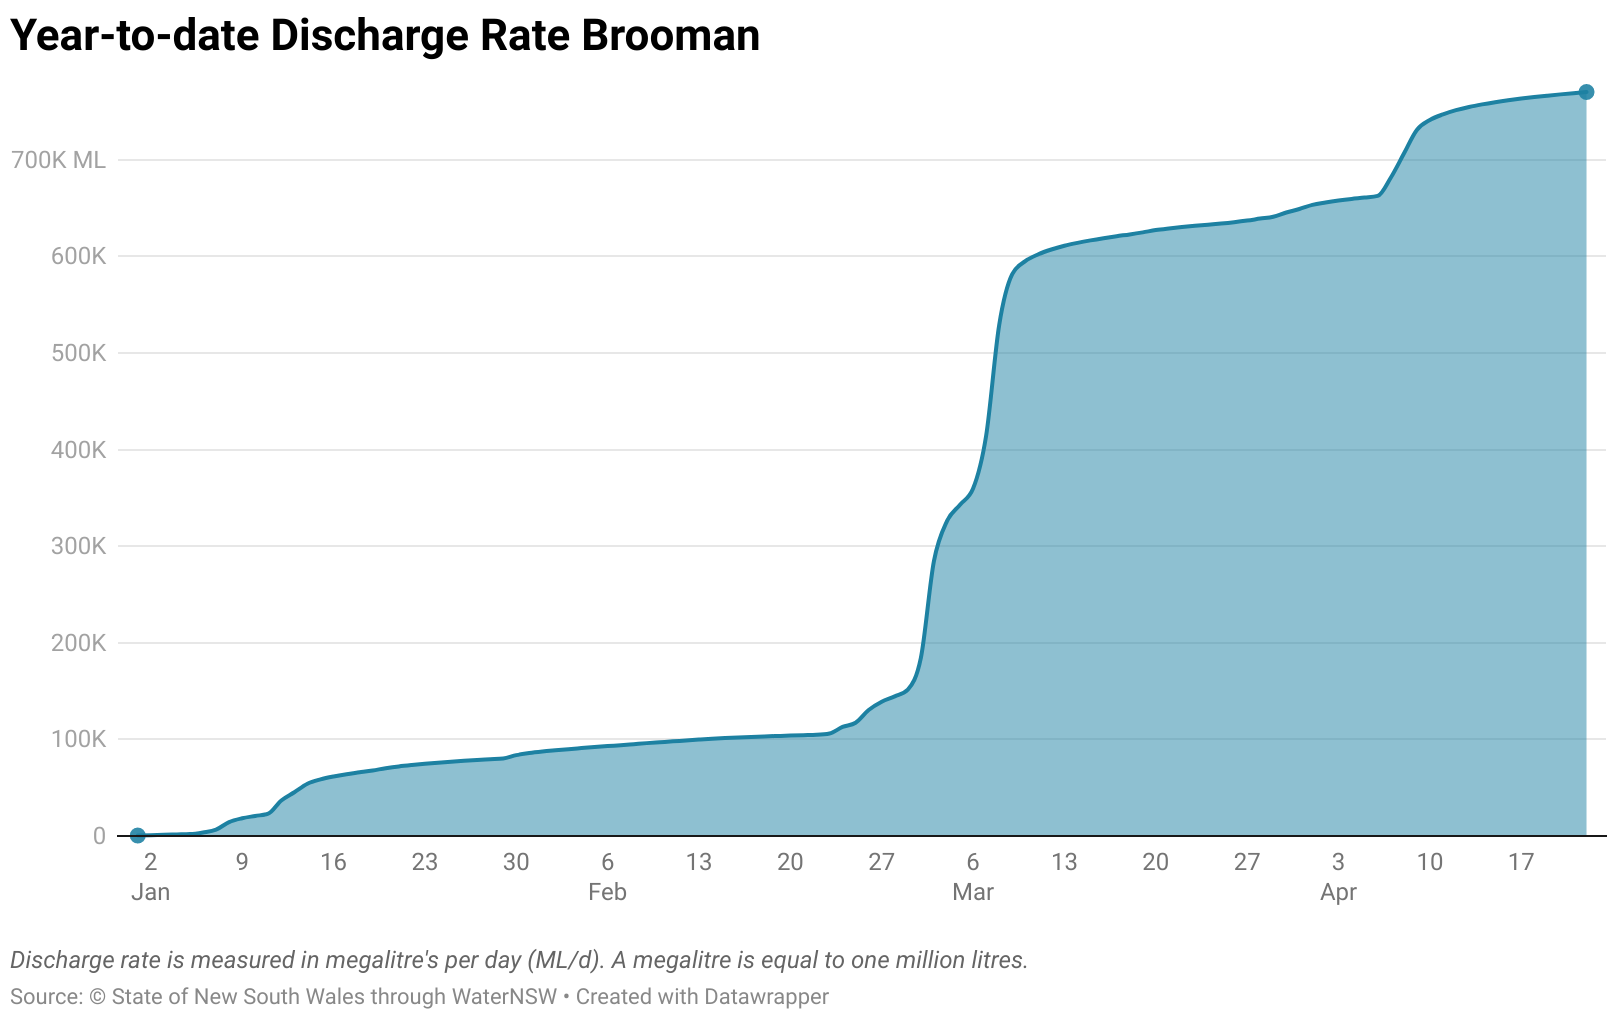 Year-to-date Discharge Rate Brooman
700K ML
600K
500K
400K
300K
200K
100K
0
2 9 16 23 30 6 13 20 27 6 13 20 27 3 10 17
Jan Feb Mar Apr
Discharge rate is measured in megalitre's per day (ML/d). A megalitre is equal to one million litres.
Source: © State of New South Wales through WaterNSW • Created with Datawrapper